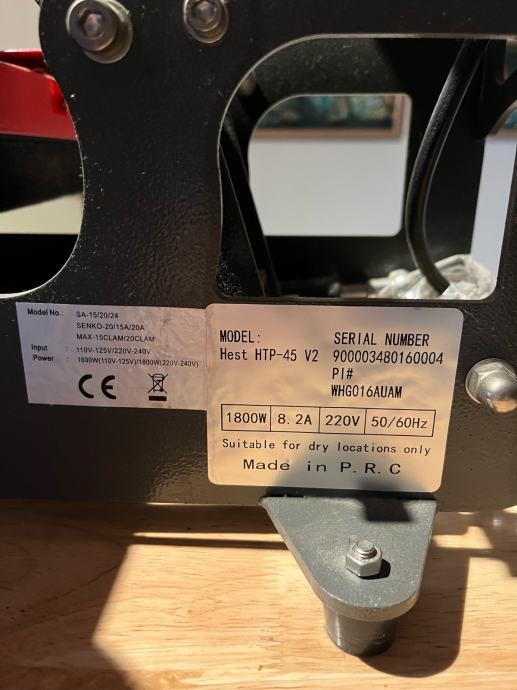 Model No.: SA-15/20/24
SENKO-20/15A/20A
MAX-15CLAM/20CLAM
Input : 110V-125V/220V-240V
Power : 1600W(110V-125V)/1800W(220V-240V)
CE
MODEL: SERIAL NUMBER
Hest HTP-45 V2 900003480160004
PI#
WHG016AUAM
1800W 8.2A 220V 50/60Hz
Suitable for dry locations only
Made in P.R.C